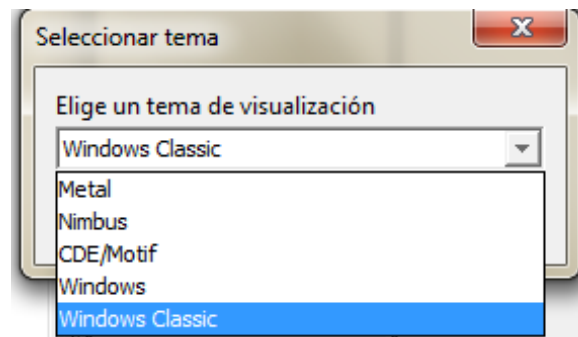 Seleccionar tema
Elige un tema de visualización
Windows Classic
Metal
Nimbus
CDE/Motif
Windows
Windows Classic